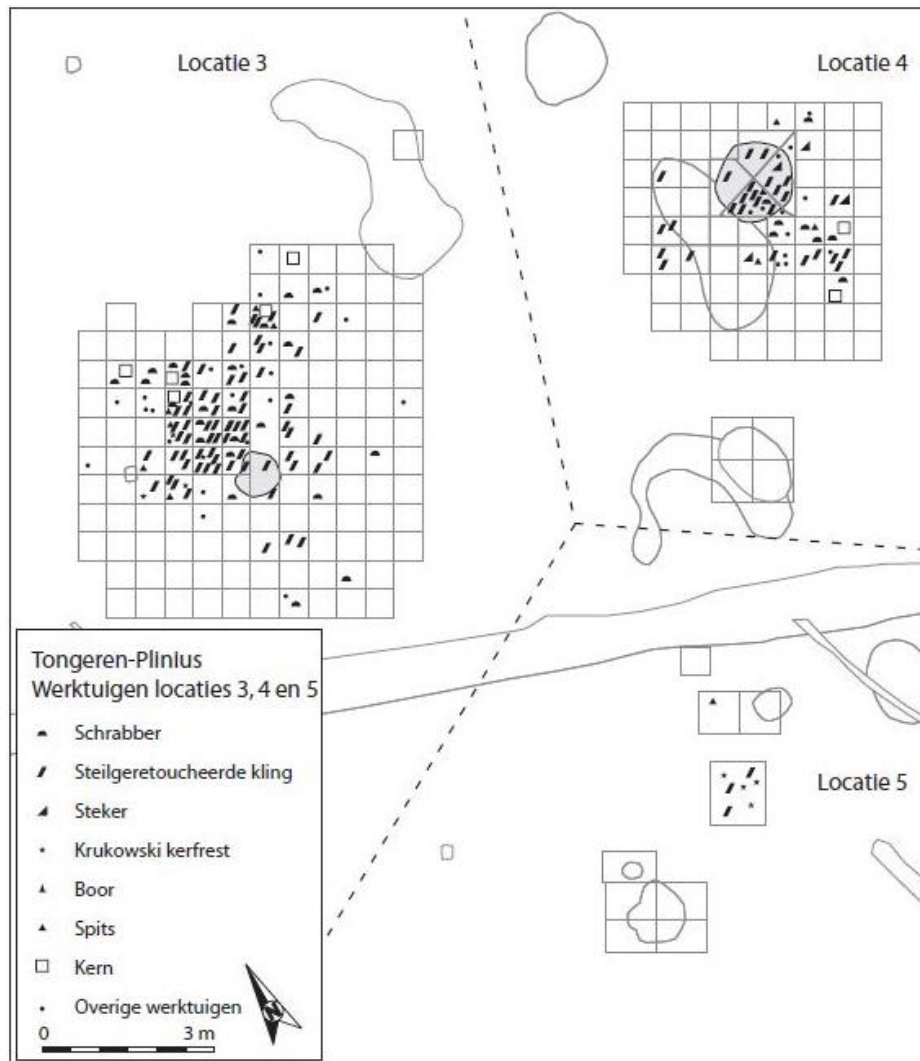 Locatie 3
Locatie 4
Locatie 5
Tongeren-Plinius
Werktuigen locaties 3, 4 en 5
Schrabber
Steilgeretoucheerde kling
Steker
Krukowski kerfrest
Boor
Spits
Kern
Overige werktuigen
0 3 m
N